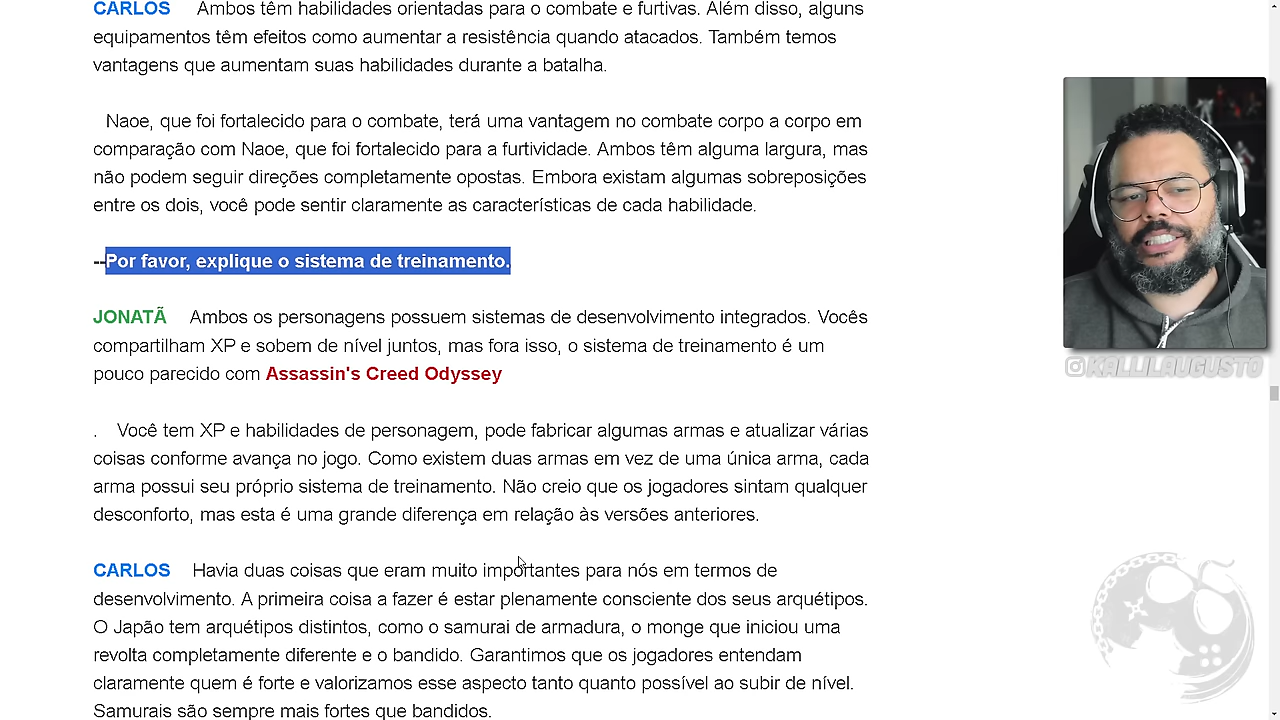 CARLOS Ambos têm habilidades orientadas para o combate e furtivas. Além disso, alguns
equipamentos têm efeitos como aumentar a resistência quando atacados. Também temos
vantagens que aumentam suas habilidades durante a batalha.
Naoe, que foi fortalecido para o combate, terá uma vantagem no combate corpo a corpo em
comparação com Naoe, que foi fortalecido para a furtividade. Ambos têm alguma largura, mas
não podem seguir direções completamente opostas. Embora existam algumas sobreposições
entre os dois, você pode sentir claramente as características de cada habilidade.
--Por favor, explique o sistema de treinamento.
JONATÃ Ambos os personagens possuem sistemas de desenvolvimento integrados. Vocês
compartilham XP e sobem de nível juntos, mas fora isso, o sistema de treinamento é um
pouco parecido com Assassin's Creed Odyssey
. Você tem XP e habilidades de personagem, pode fabricar algumas armas e atualizar várias
coisas conforme avança no jogo. Como existem duas armas em vez de uma única arma, cada
arma possui seu próprio sistema de treinamento. Não creio que os jogadores sintam qualquer
desconforto, mas esta é uma grande diferença em relação às versões anteriores.
CARLOS Havia duas coisas que eram muito importantes para nós em termos de
desenvolvimento. A primeira coisa a fazer é estar plenamente consciente dos seus arquétipos.
O Japão tem arquétipos distintos, como o samurai de armadura, o monge que iniciou uma
revolta completamente diferente e o bandido. Garantimos que os jogadores entendam
claramente quem é forte e valorizamos esse aspecto tanto quanto possível ao subir de nível.
Samurais são sempre mais fortes que bandidos.
KALLILAUGUSTO